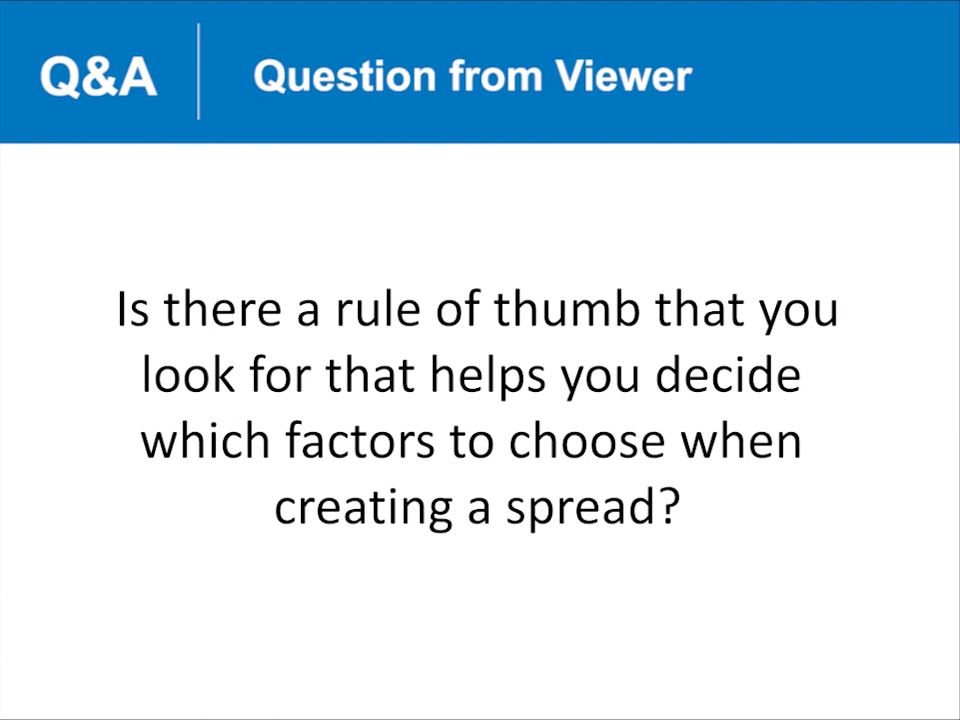 Q&A
Question from Viewer
Is there a rule of thumb that you
look for that helps you decide
which factors to choose when
creating a spread?